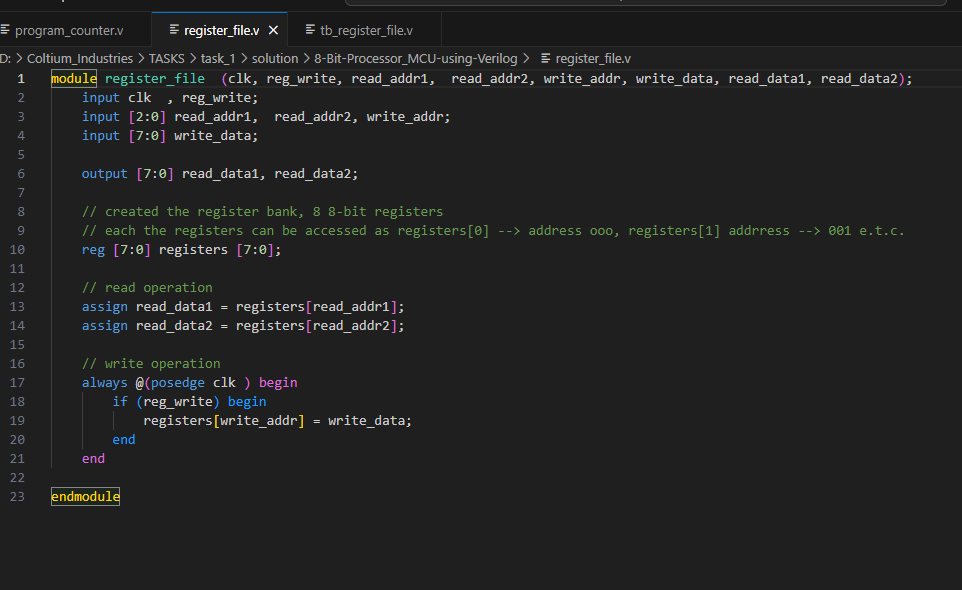 program_counter.v register_file.v tb_register_file.v
D: > Coltium_Industries > TASKS > task_1 > solution > 8-Bit-Processor_MCU-using-Verilog > register_file.v
1 module register_file (clk, reg_write, read_addr1, read_addr2, write_addr, write_data, read_data1, read_data2);
2 input clk , reg_write;
3 input [2:0] read_addr1, read_addr2, write_addr;
4 input [7:0] write_data;
5
6 output [7:0] read_data1, read_data2;
7
8 // created the register bank, 8 8-bit registers
9 // each the registers can be accessed as registers[0] --> address ooo, registers[1] addrress --> 001 e.t.c.
10 reg [7:0] registers [7:0];
11
12 // read operation
13 assign read_data1 = registers[read_addr1];
14 assign read_data2 = registers[read_addr2];
15
16 // write operation
17 always @(posedge clk ) begin
18 if (reg_write) begin
19 registers[write_addr] = write_data;
20 end
21 end
22
23 endmodule